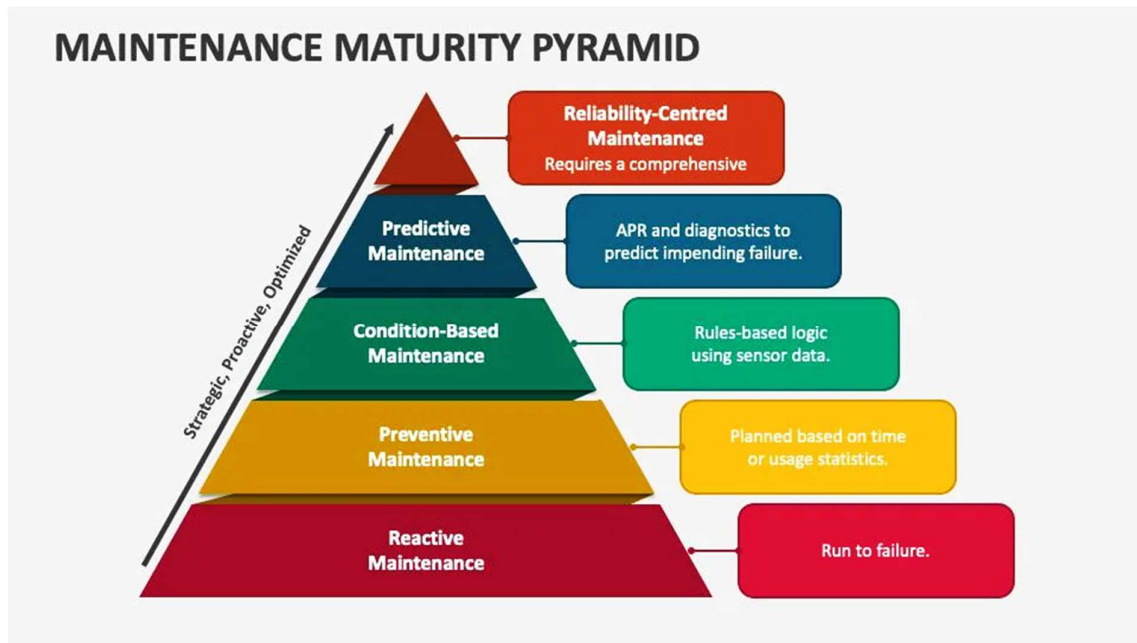 MAINTENANCE MATURITY PYRAMID
Reliability-Centred
Maintenance
Requires a comprehensive
Predictive
Maintenance
APR and diagnostics to
predict impending failure.
Strategic, Proactive, Optimized
Condition-Based
Maintenance
Rules-based logic
using sensor data.
Preventive
Maintenance
Planned based on time
or usage statistics.
Reactive
Maintenance
Run to failure.